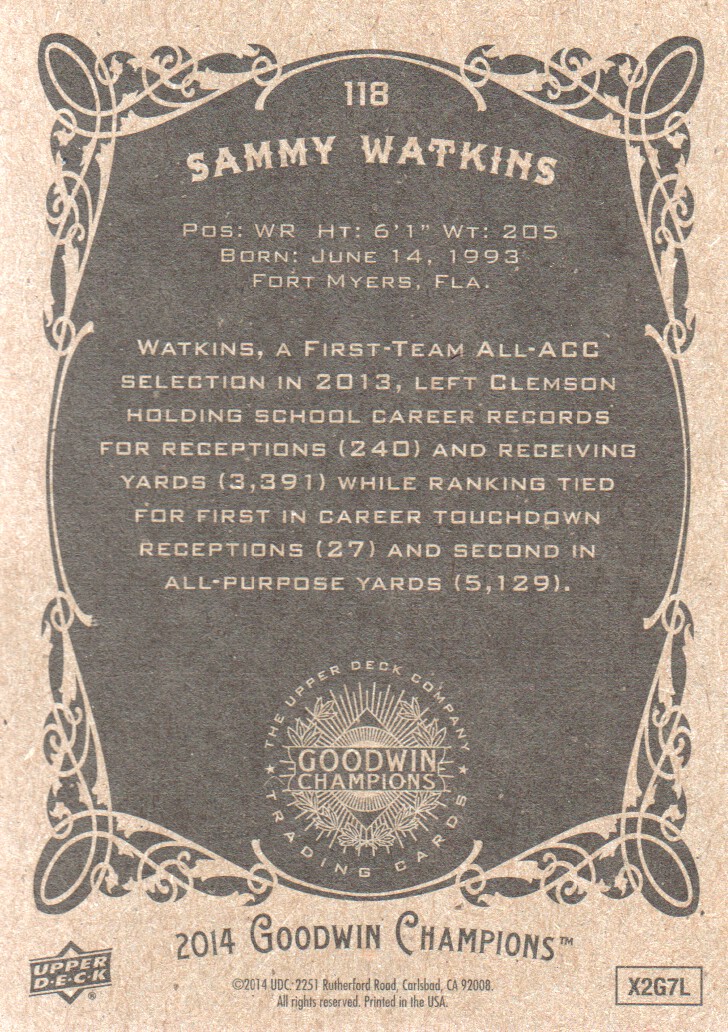 118
SAMMY WATKINS
POS: WR HT: 6'1" WT: 205
BORN: JUNE 14, 1993
FORT MYERS, FLA.
WATKINS, A FIRST-TEAM ALL-ACC
SELECTION IN 2013, LEFT CLEMSON
HOLDING SCHOOL CAREER RECORDS
FOR RECEPTIONS (240) AND RECEIVING
YARDS (3,391) WHILE RANKING TIED
FOR FIRST IN CAREER TOUCHDOWN
RECEPTIONS (27) AND SECOND IN
ALL-PURPOSE YARDS (5,129).
THE UPPER DECK COMPANY
GOODWIN
CHAMPIONS
★ TRADING CARDS ★
2014 GOODWIN CHAMPIONS™
UPPER
D·E·C·K®
©2014 UDC. 2251 Rutherford Road, Carlsbad, CA 92008.
All rights reserved. Printed in the USA.
X2G7L